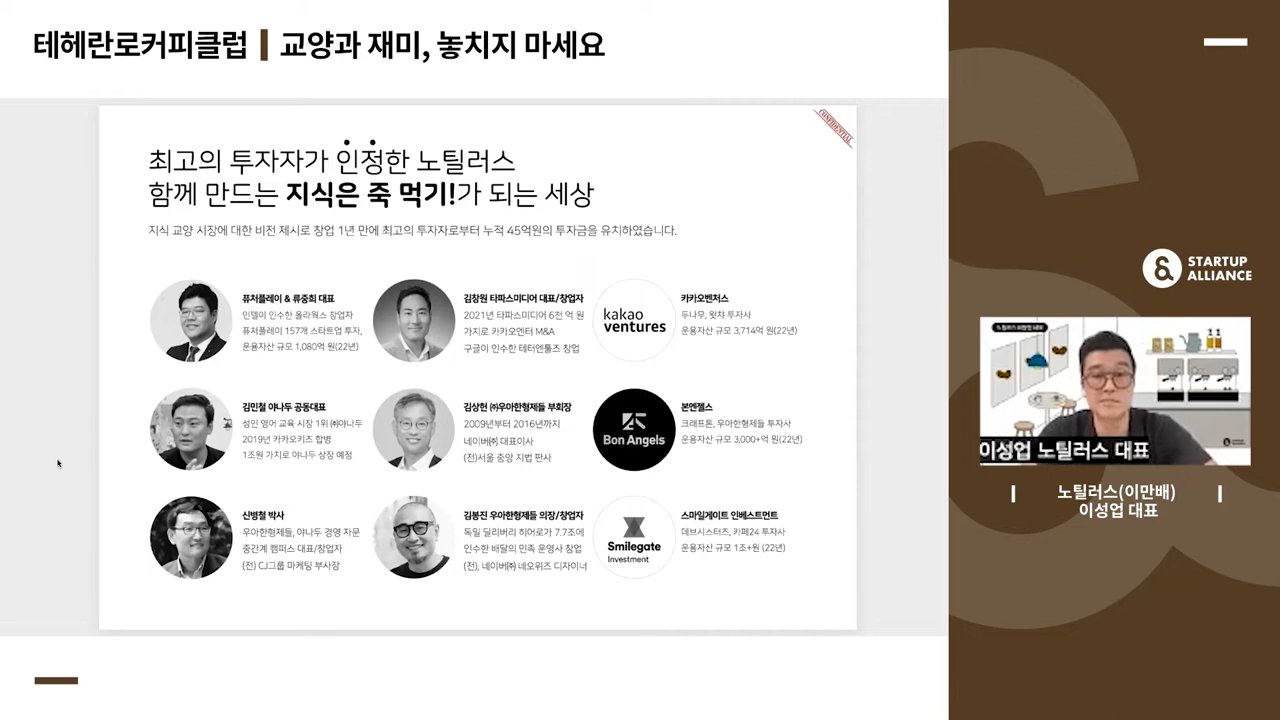 테헤란로커피클럽 | 교양과 재미, 놓치지 마세요
CONFIDENTIAL
최고의 투자자가 인정한 노틸러스
함께 만드는 지식은 죽 먹기!가 되는 세상
지식 교양 시장에 대한 비전 제시로 창업 1년 만에 최고의 투자자로부터 누적 45억원의 투자금을 유치하였습니다.
퓨처플레이 & 류중희 대표
인텔이 인수한 올라웍스 창업자
퓨처플레이 157개 스타트업 투자,
운용자산 규모 1,080억 원(22년)
김창원 타파스미디어 대표/창업자
2021년 타파스미디어 6천 억 원
가치로 카카오엔터 M&A
구글이 인수한 테터엔툴즈 창업
kakao
ventures
카카오벤처스
두나무, 왓챠 투자사
운용자산 규모 3,714억 원(22년)
김민철 야나두 공동대표
성인 영어 교육 시장 1위 ㈜야나두
2019년 카카오키즈 합병
1조원 가치로 야나두 상장 예정
김상헌 ㈜우아한형제들 부회장
2009년부터 2016년까지
네이버㈜ 대표이사
(전)서울 중앙 지법 판사
Bon Angels
본엔젤스
크래프톤, 우아한형제들 투자사
운용자산 규모 3,000+억 원(22년)
신병철 박사
우아한형제들, 야나두 경영 자문
중간계 캠퍼스 대표/창업자
(전) CJ그룹 마케팅 부사장
김봉진 우아한형제들 의장/창업자
독일 딜리버리 히어로가 7.7조에
인수한 배달의 민족 운영사 창업
(전), 네이버㈜ 네오위즈 디자이너
Smilegate
Investment
스마일게이트 인베스트먼트
데브시스터즈, 카페24 투자사
운용자산 규모 1조+원 (22년)
STARTUP
ALLIANCE
이성업 노틸러스 대표
노틸러스(이만배)
이성업 대표